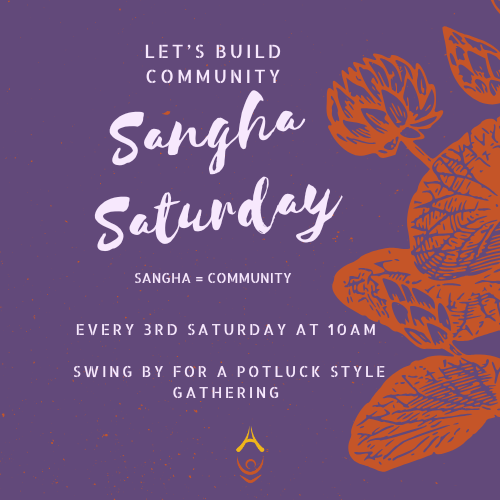 LET'S BUILD
COMMUNITY
Sangha
Saturday
SANGHA = COMMUNITY
EVERY 3RD SATURDAY AT 10AM
SWING BY FOR A POTLUCK STYLE
GATHERING